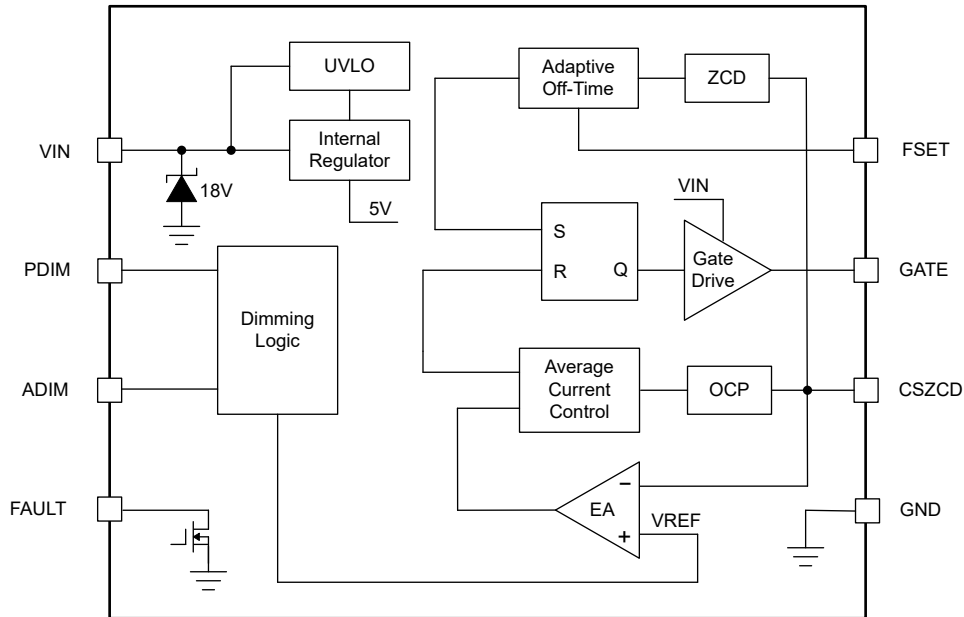 UVLO
Adaptive
Off-Time
ZCD
VIN
Internal
Regulator
FSET
18V
5V
VIN
PDIM
S
R
Q
Gate
Drive
GATE
Dimming
Logic
ADIM
Average
Current
Control
OCP
CSZCD
FAULT
EA
−
+
VREF
GND